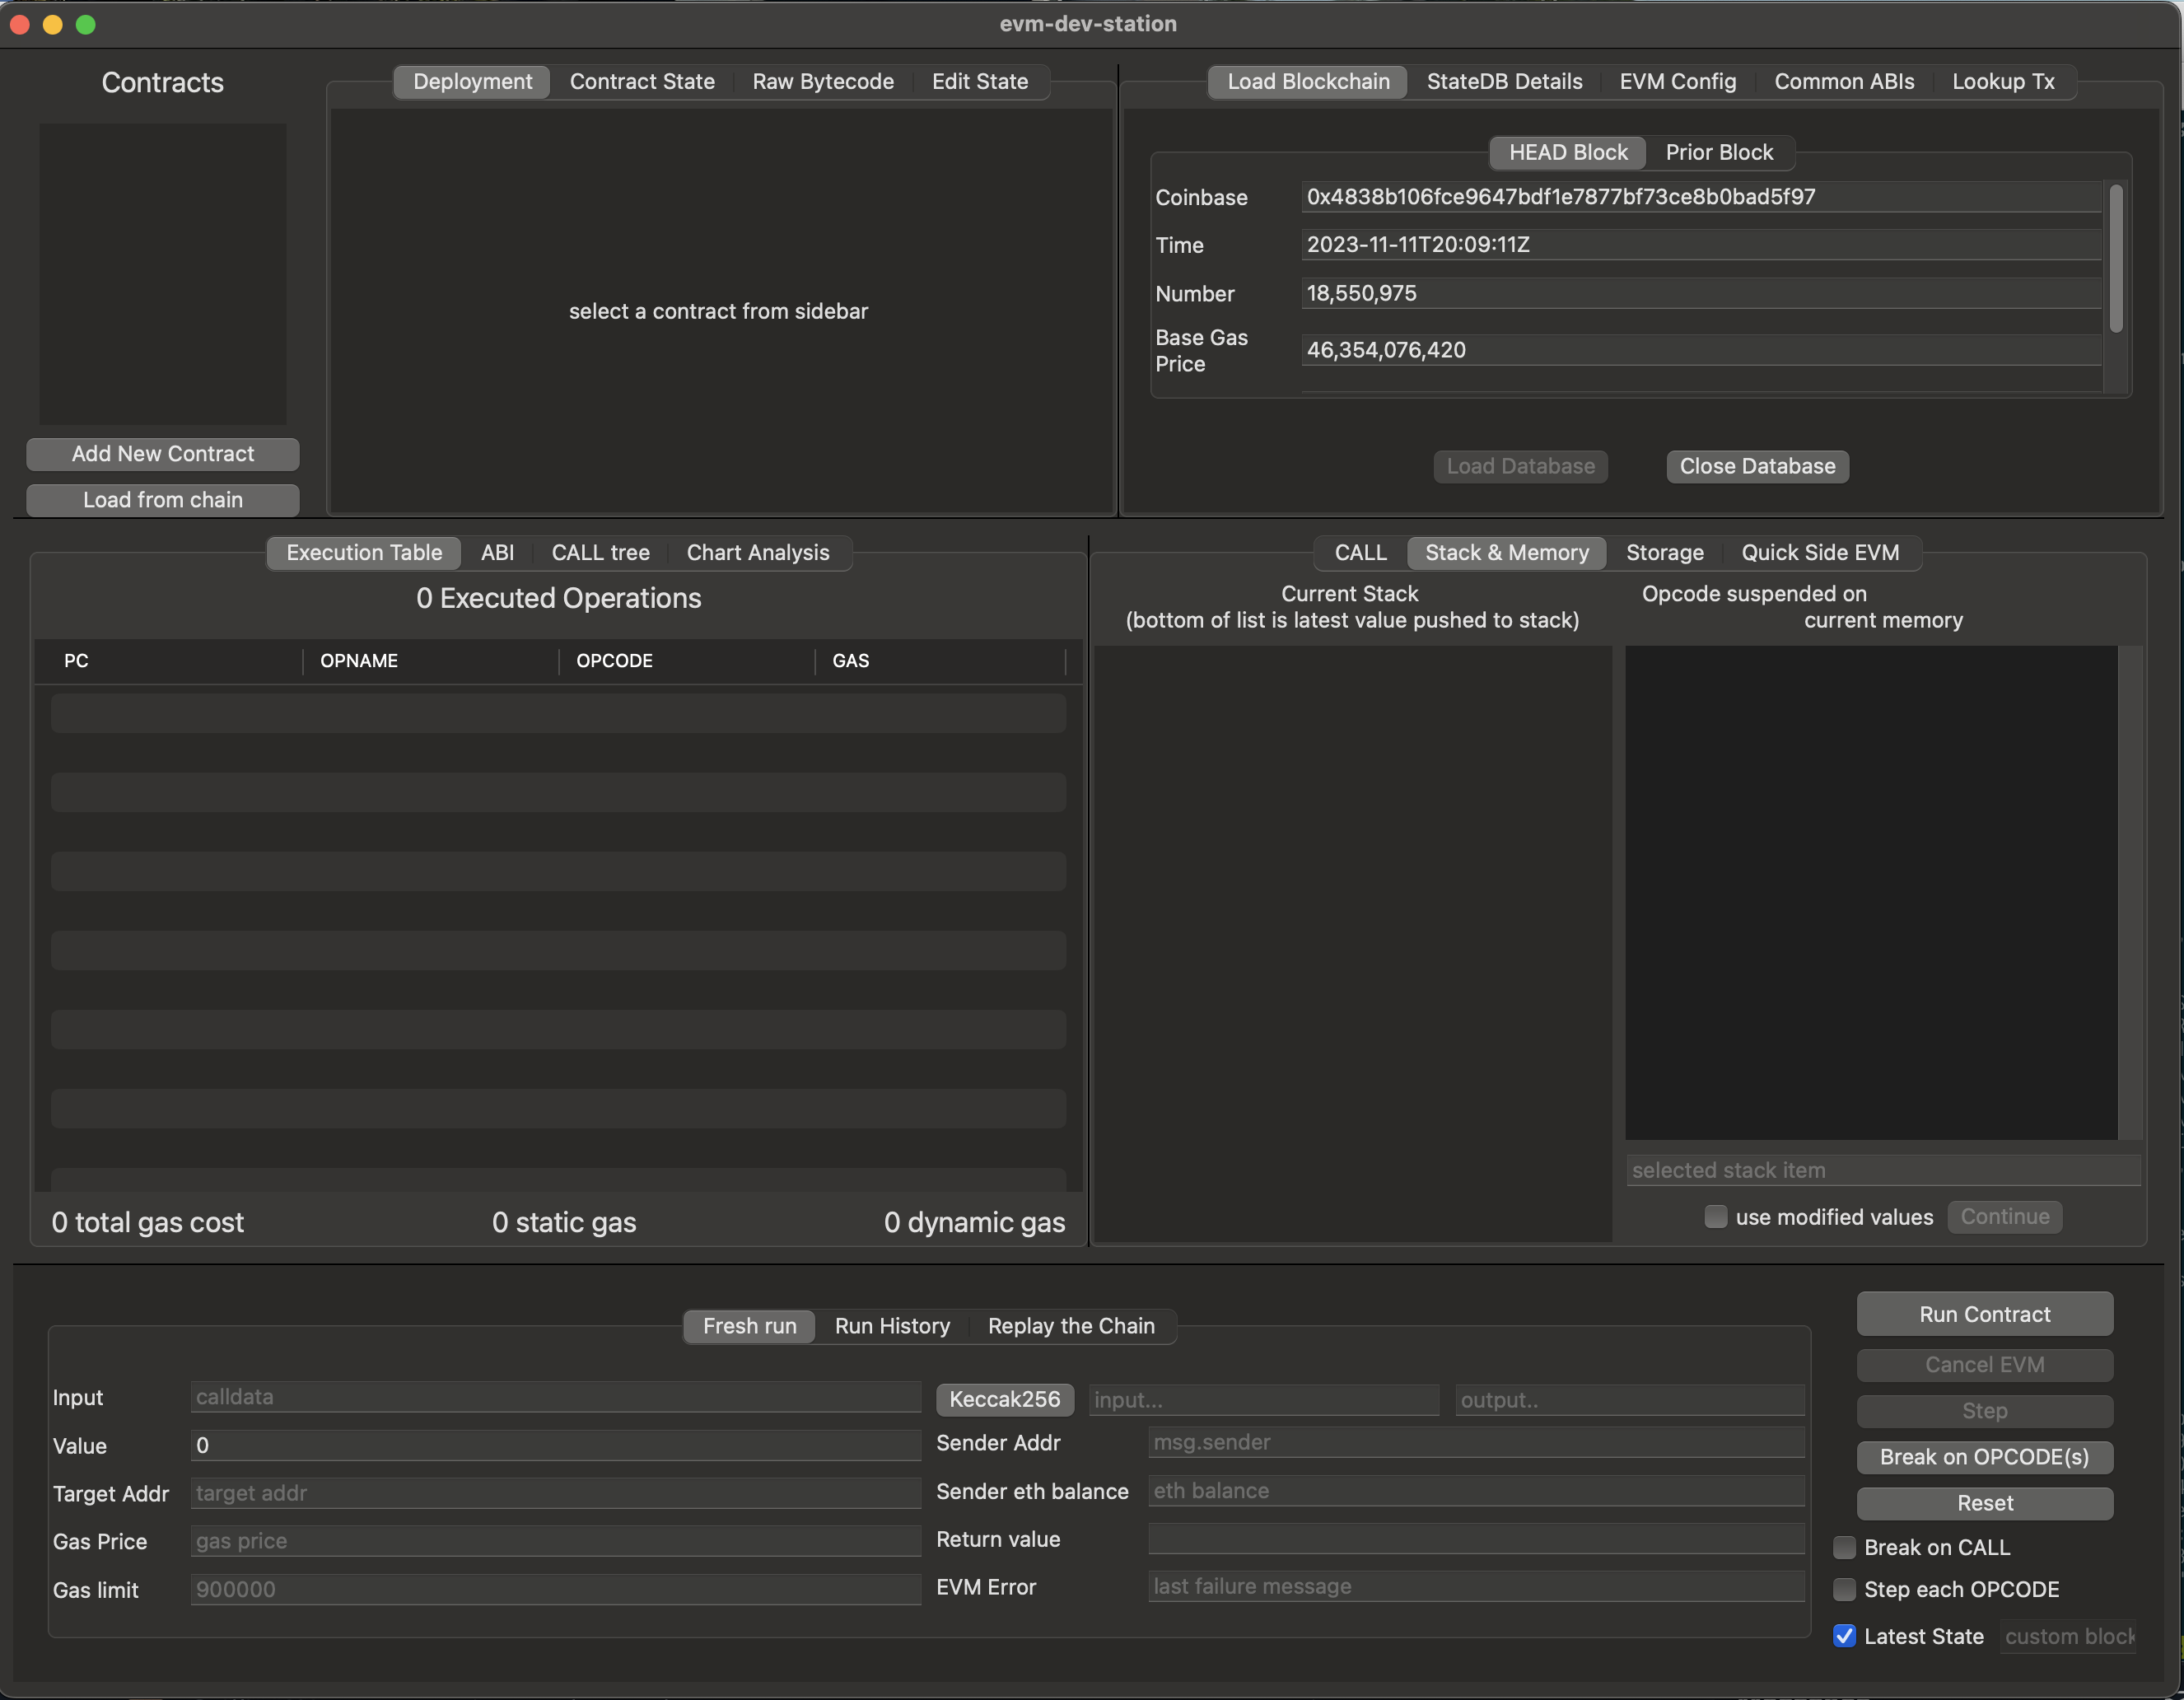 evm-dev-station
Contracts
Add New Contract
Load from chain
Deployment Contract State Raw Bytecode Edit State
select a contract from sidebar
Load Blockchain StateDB Details EVM Config Common ABIs Lookup Tx
HEAD Block Prior Block
Coinbase 0x4838b106fce9647bdf1e7877bf73ce8b0bad5f97
Time 2023-11-11T20:09:11Z
Number 18,550,975
Base Gas
Price
46,354,076,420
Load Database Close Database
Execution Table ABI CALL tree Chart Analysis
0 Executed Operations
PC OPNAME OPCODE GAS
0 total gas cost 0 static gas 0 dynamic gas
CALL Stack & Memory Storage Quick Side EVM
Current Stack
(bottom of list is latest value pushed to stack)
Opcode suspended on
current memory
selected stack item
use modified values Continue
Fresh run Run History Replay the Chain
Input calldata
Value 0
Target Addr target addr
Gas Price gas price
Gas limit 900000
Keccak256 input... output..
Sender Addr msg.sender
Sender eth balance eth balance
Return value
EVM Error last failure message
Run Contract
Cancel EVM
Step
Break on OPCODE(s)
Reset
Break on CALL
Step each OPCODE
Latest State custom block